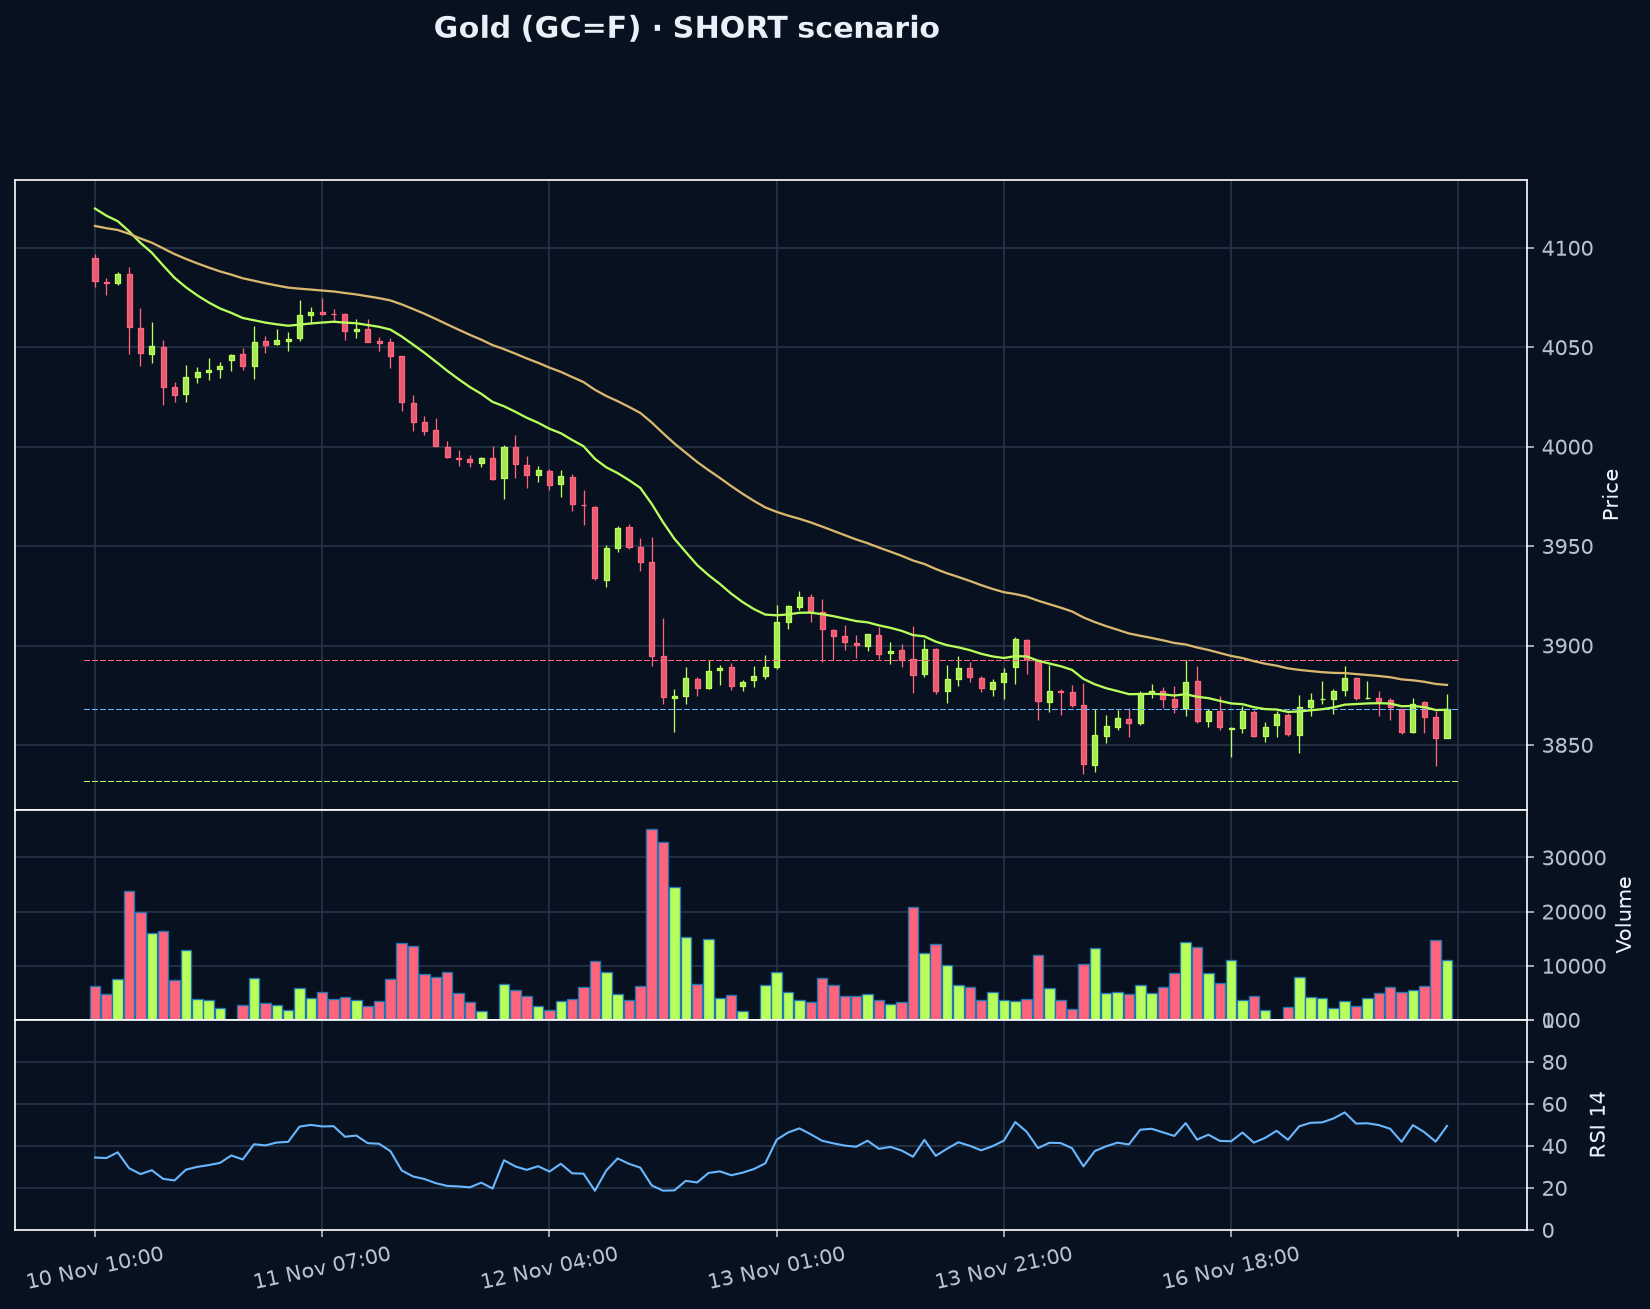 Gold (GC=F) · SHORT scenario
4100
4050
4000
3950
3900
3850
Price
30000
20000
10000
0
Volume
100
80
60
40
20
0
RSI 14
10 Nov 10:00
11 Nov 07:00
12 Nov 04:00
13 Nov 01:00
13 Nov 21:00
16 Nov 18:00